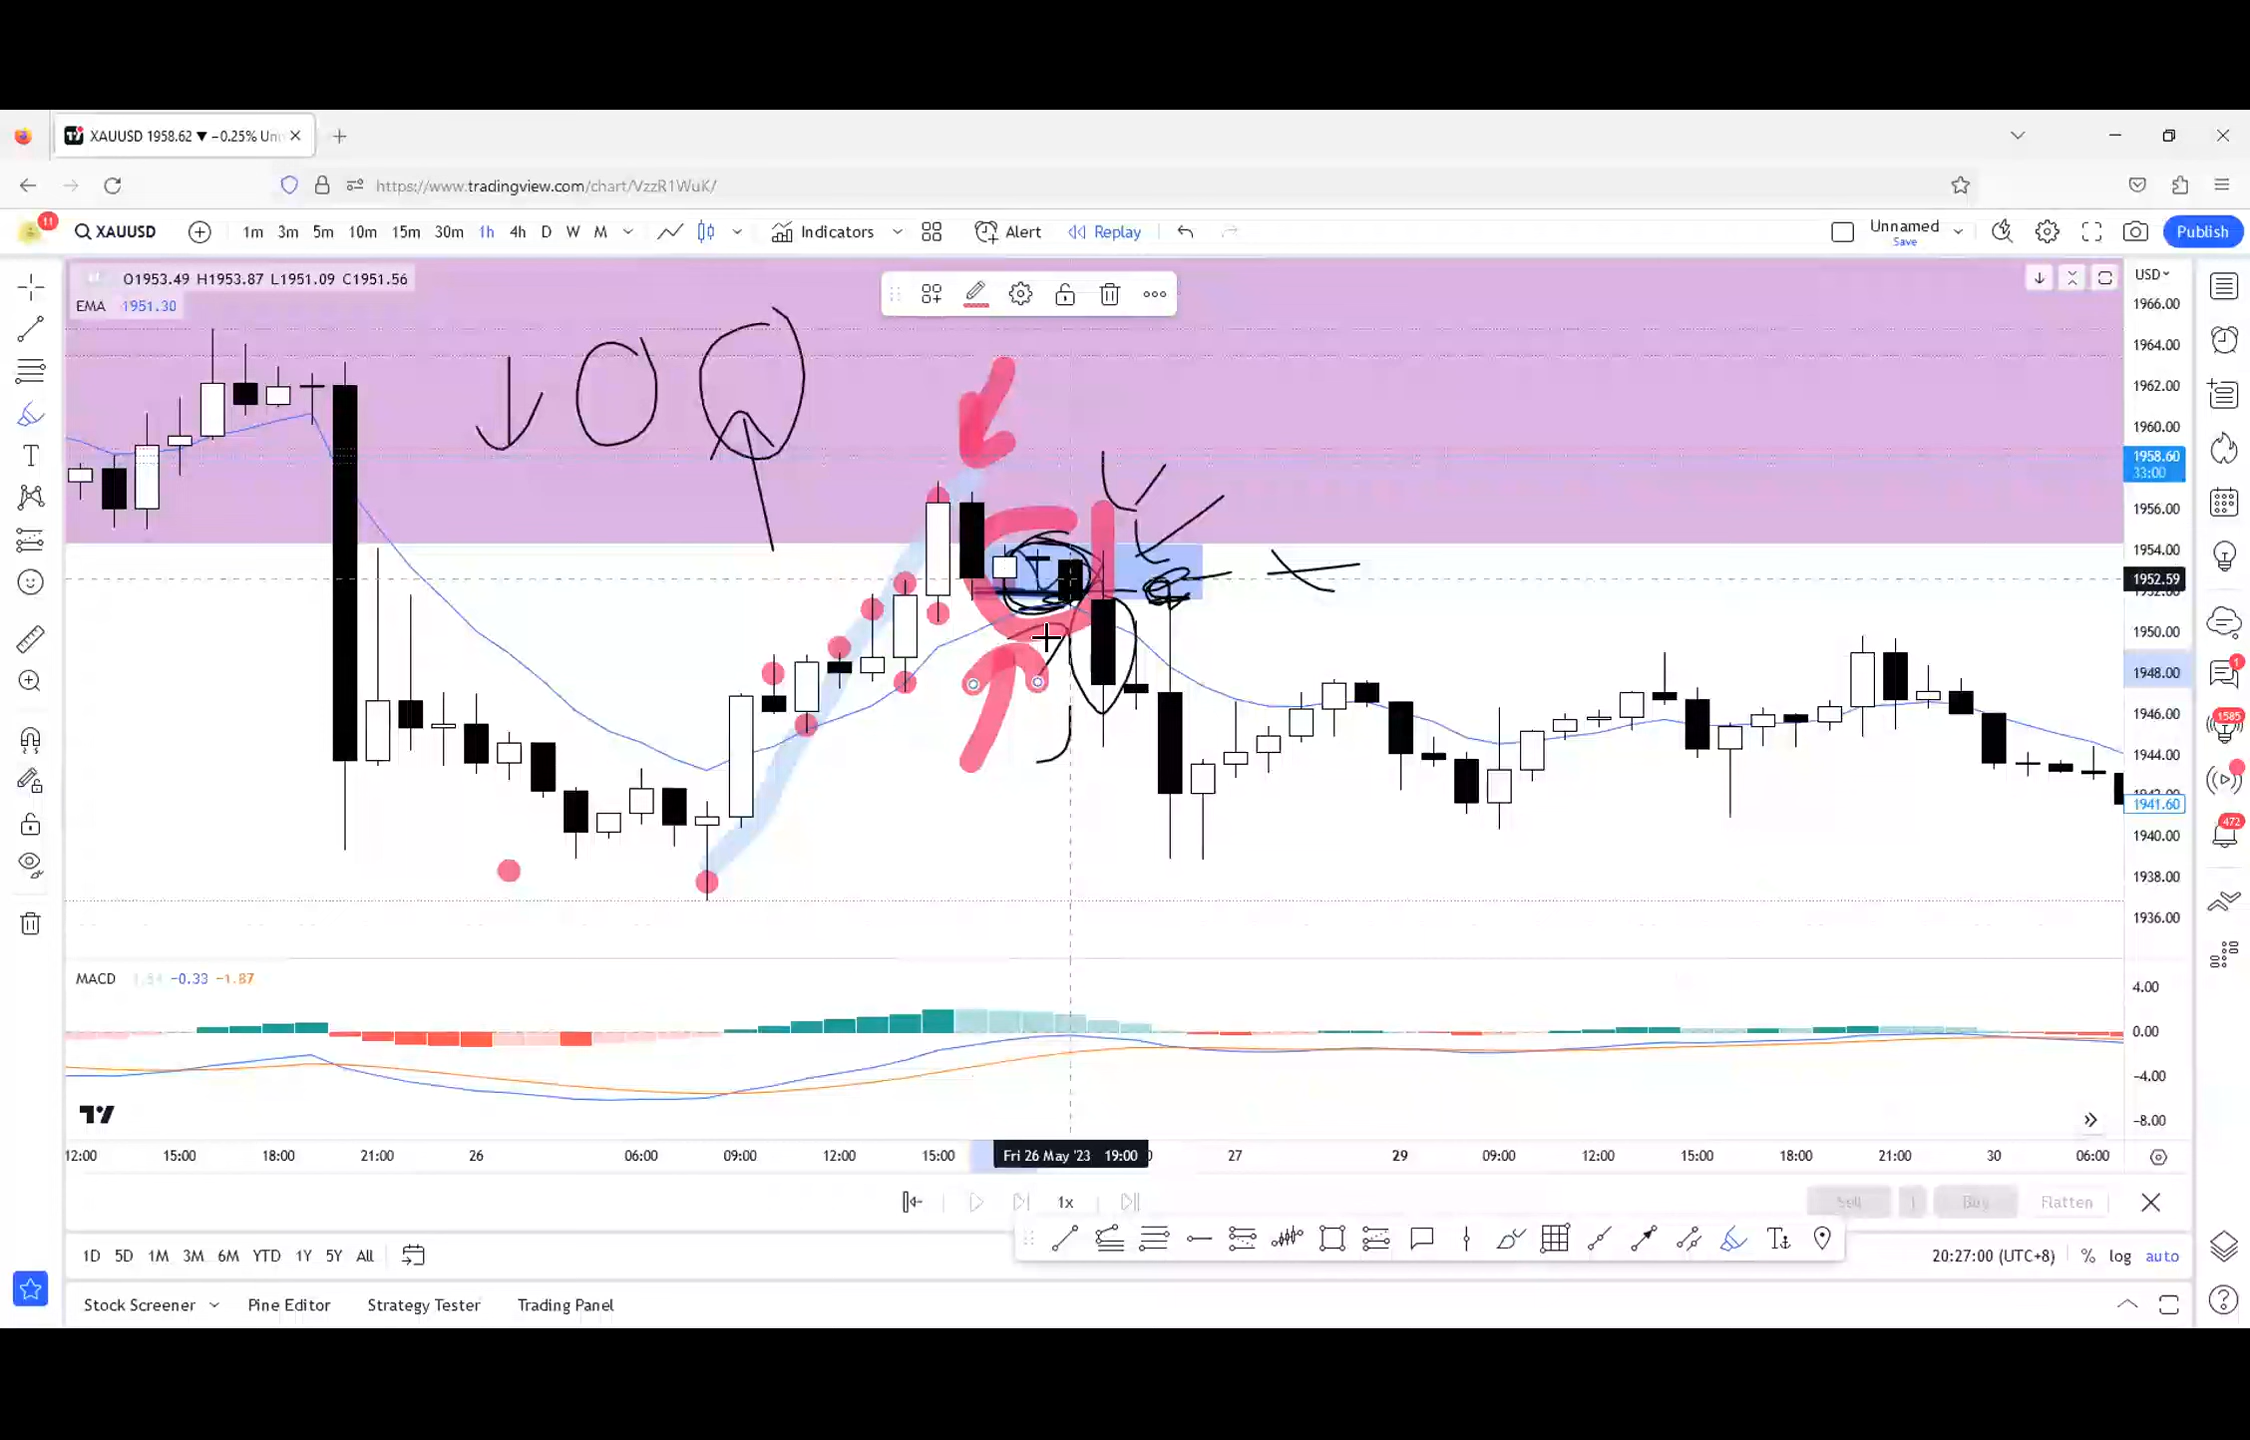 XAUUSD 1958.62 ▼ −0.25% Un
https://www.tradingview.com/chart/VzzR1WuK/
11
XAUUSD 1m 3m 5m 10m 15m 30m 1h 4h D W M Indicators Alert Replay Unnamed Save Publish
O1953.49 H1953.87 L1951.09 C1951.56
EMA 1951.30
USD
1966.00
1964.00
1962.00
1960.00
1958.60
33:00
1956.00
1954.00
1952.59
1950.00
1948.00
1946.00
1944.00
1941.60
1940.00
1938.00
1936.00
1
1585
472
MACD 1.54 −0.33 −1.87
4.00
0.00
−4.00
−8.00
12:00 15:00 18:00 21:00 26 06:00 09:00 12:00 15:00 Fri 26 May '23 19:00 27 29 09:00 12:00 15:00 18:00 21:00 30 06:00
1x Sell 1 Buy Flatten
1D 5D 1M 3M 6M YTD 1Y 5Y All 20:27:00 (UTC+8) % log auto
Stock Screener Pine Editor Strategy Tester Trading Panel